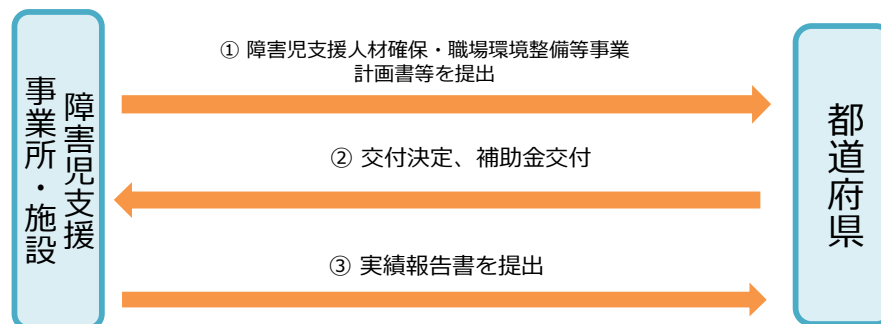 障害児支援
事業所・施設
① 障害児支援人材確保・職場環境整備等事業
計画書等を提出
② 交付決定、補助金交付
③ 実績報告書を提出
都道府県